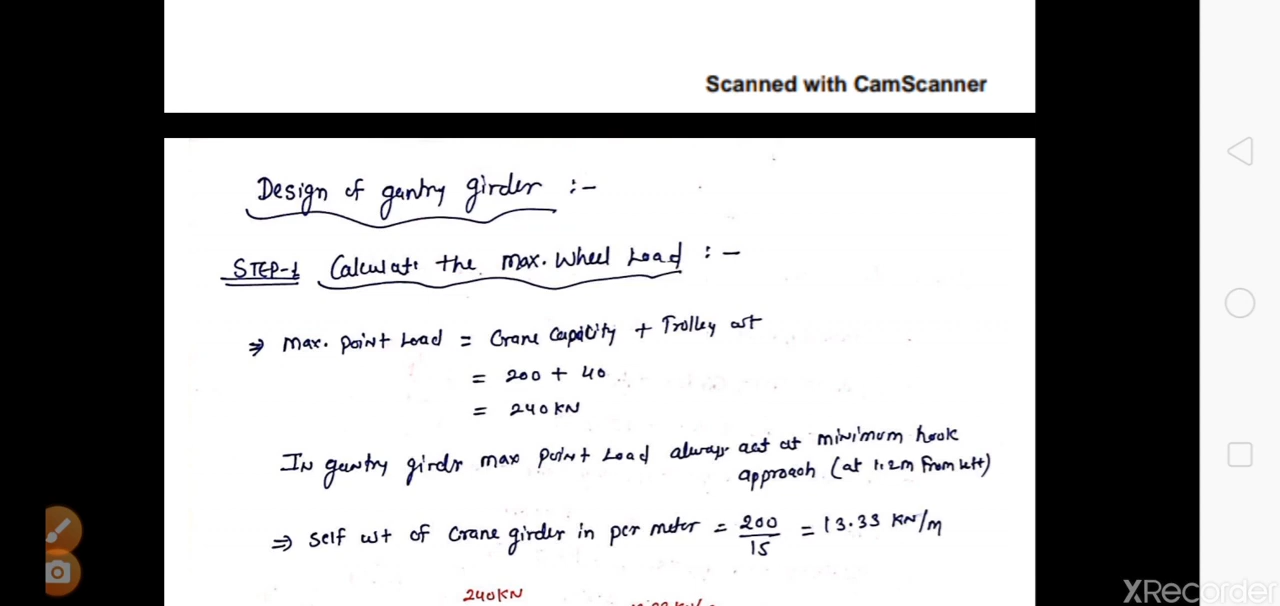 Scanned with CamScanner
Design of gantry girder :-
STEP-1 Calculate the max. Wheel Load :-
⇒ Max. Point Load = Crane Capacity + Trolley wt
= 200 + 40
= 240 KN
In gantry girdr max point Load always act at minimum hook
approach (at 1.2m from left)
⇒ Self wt of Crane girder in per meter = 200/15 = 13.33 KN/m
240KN
XRecorder